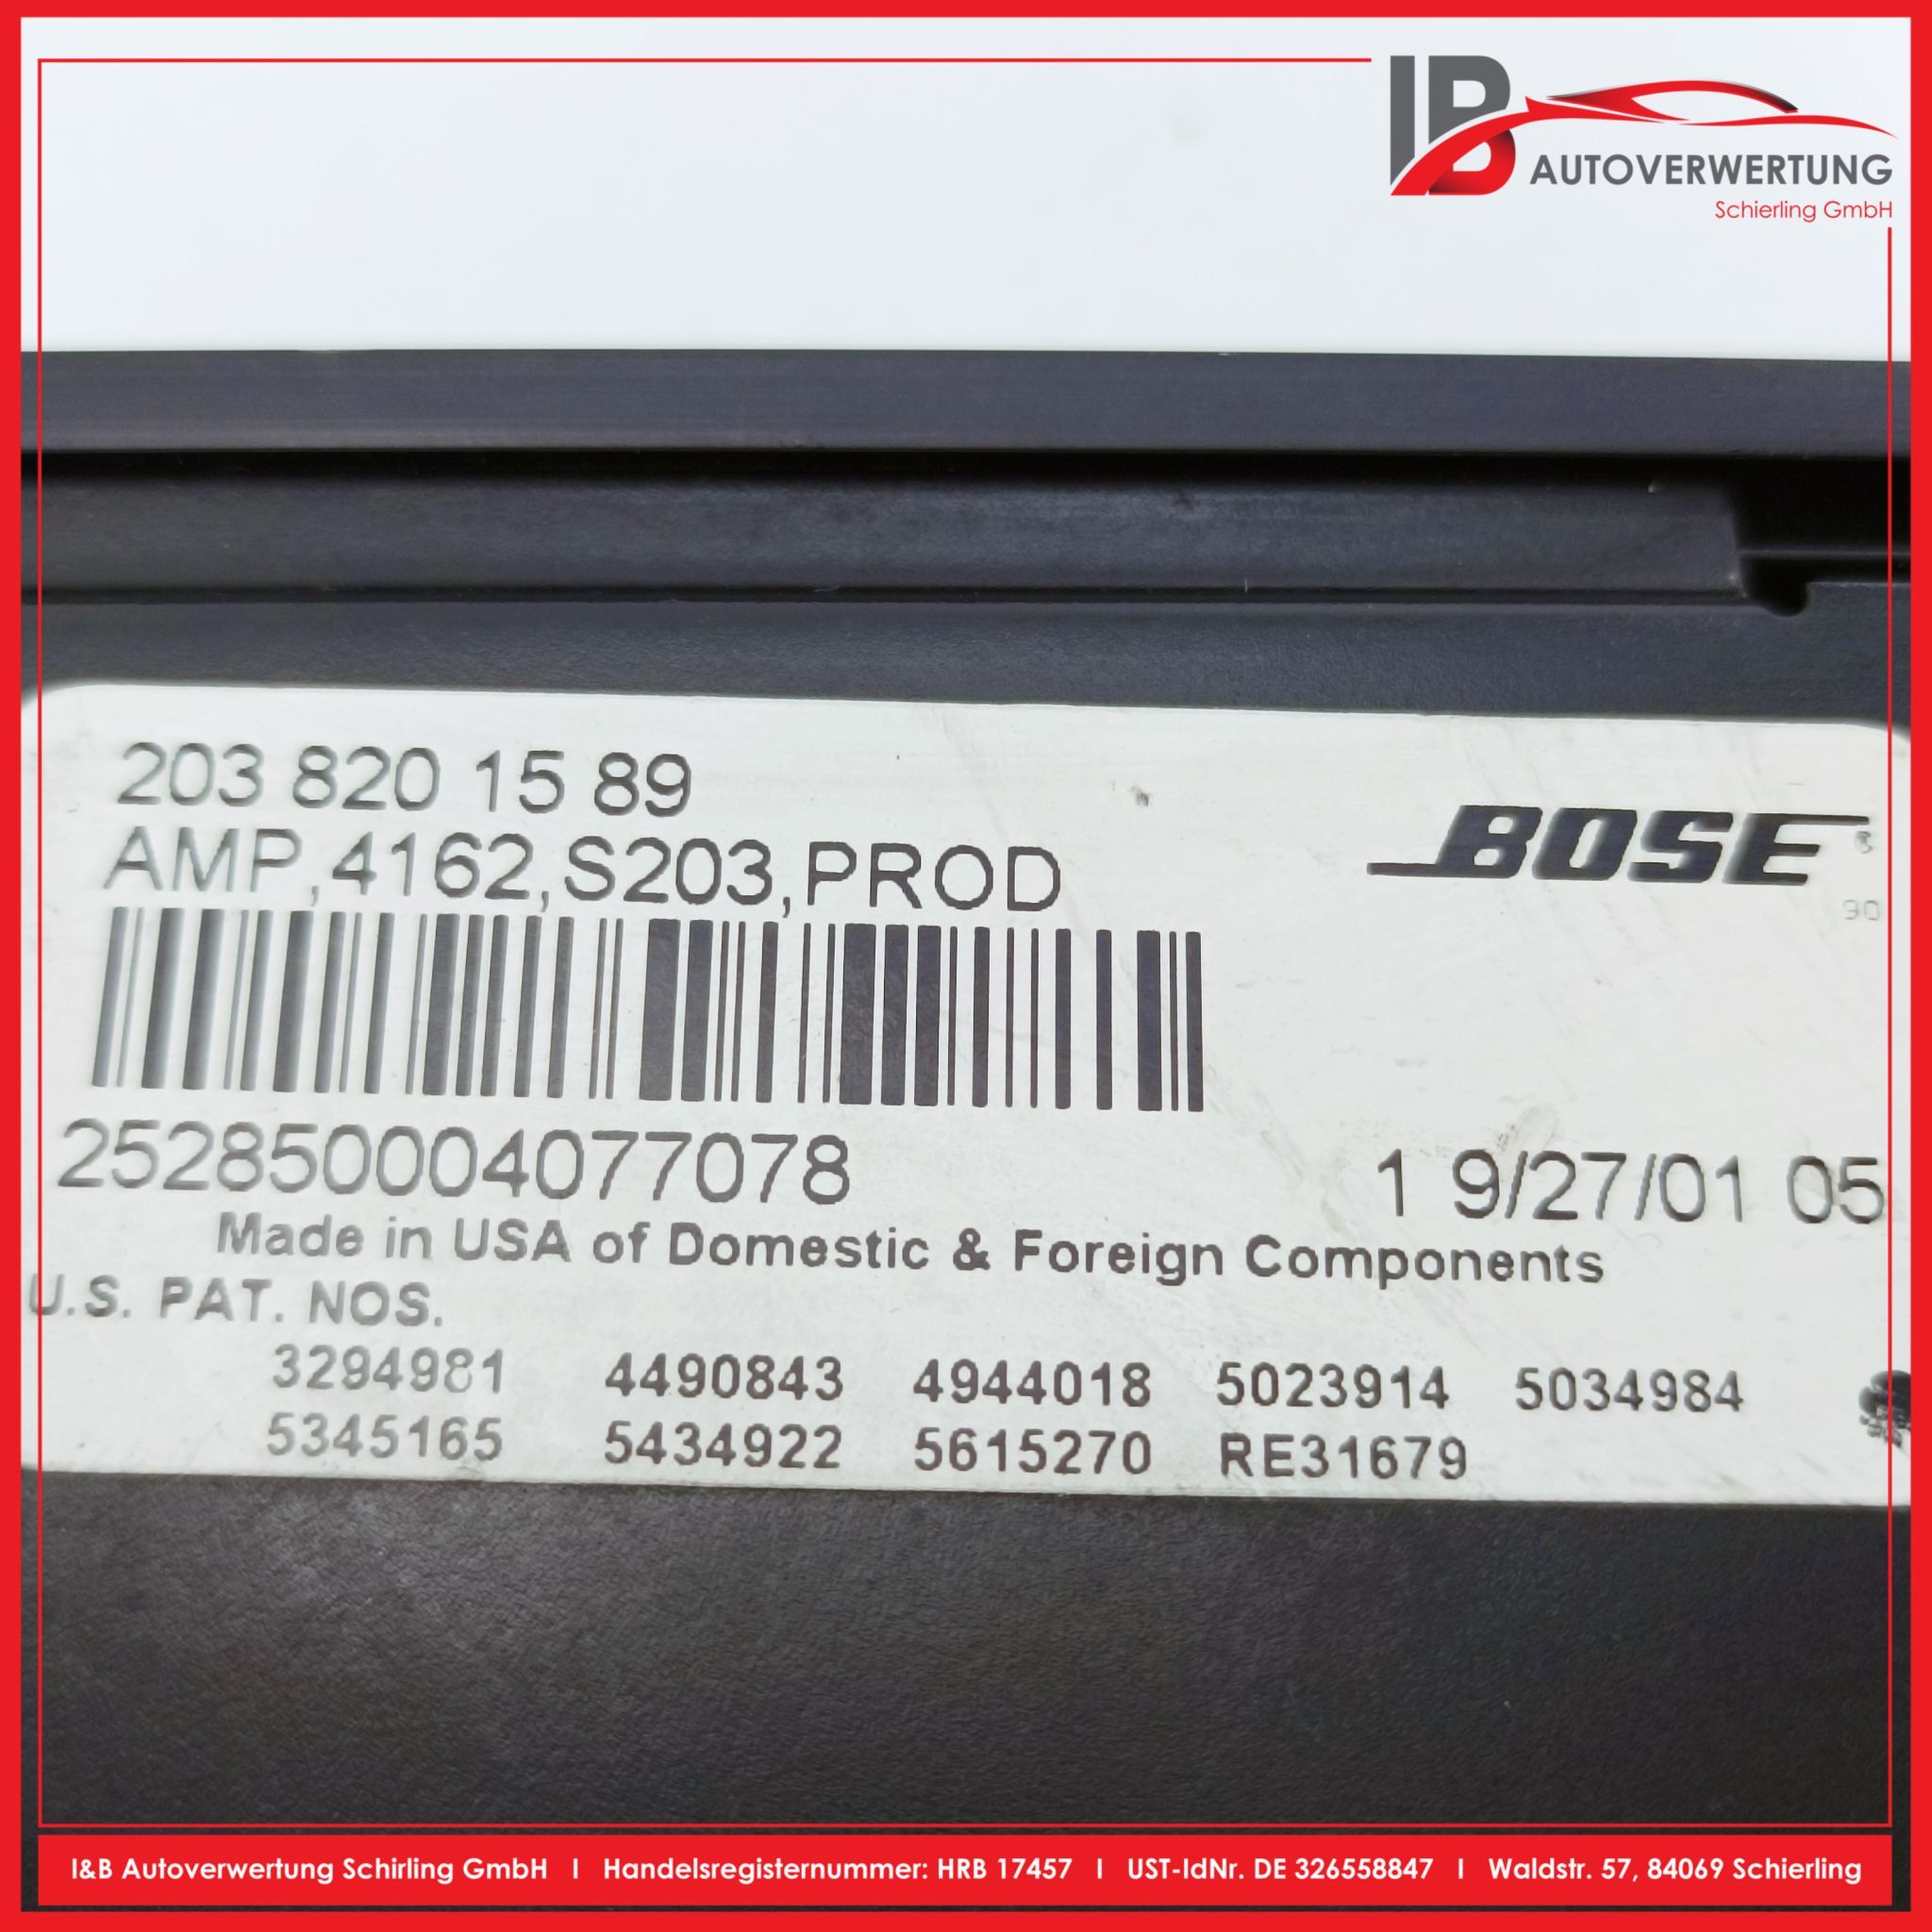 IB AUTOVERWERTUNG
Schierling GmbH
203 820 15 89
AMP,4162,S203,PROD
BOSE
90
252850004077078
1 9/27/01 05
Made in USA of Domestic & Foreign Components
U.S. PAT. NOS.
3294981 4490843 4944018 5023914 5034984
5345165 5434922 5615270 RE31679
I&B Autoverwertung Schirling GmbH I Handelsregisternummer: HRB 17457 I UST-IdNr. DE 326558847 I Waldstr. 57, 84069 Schierling